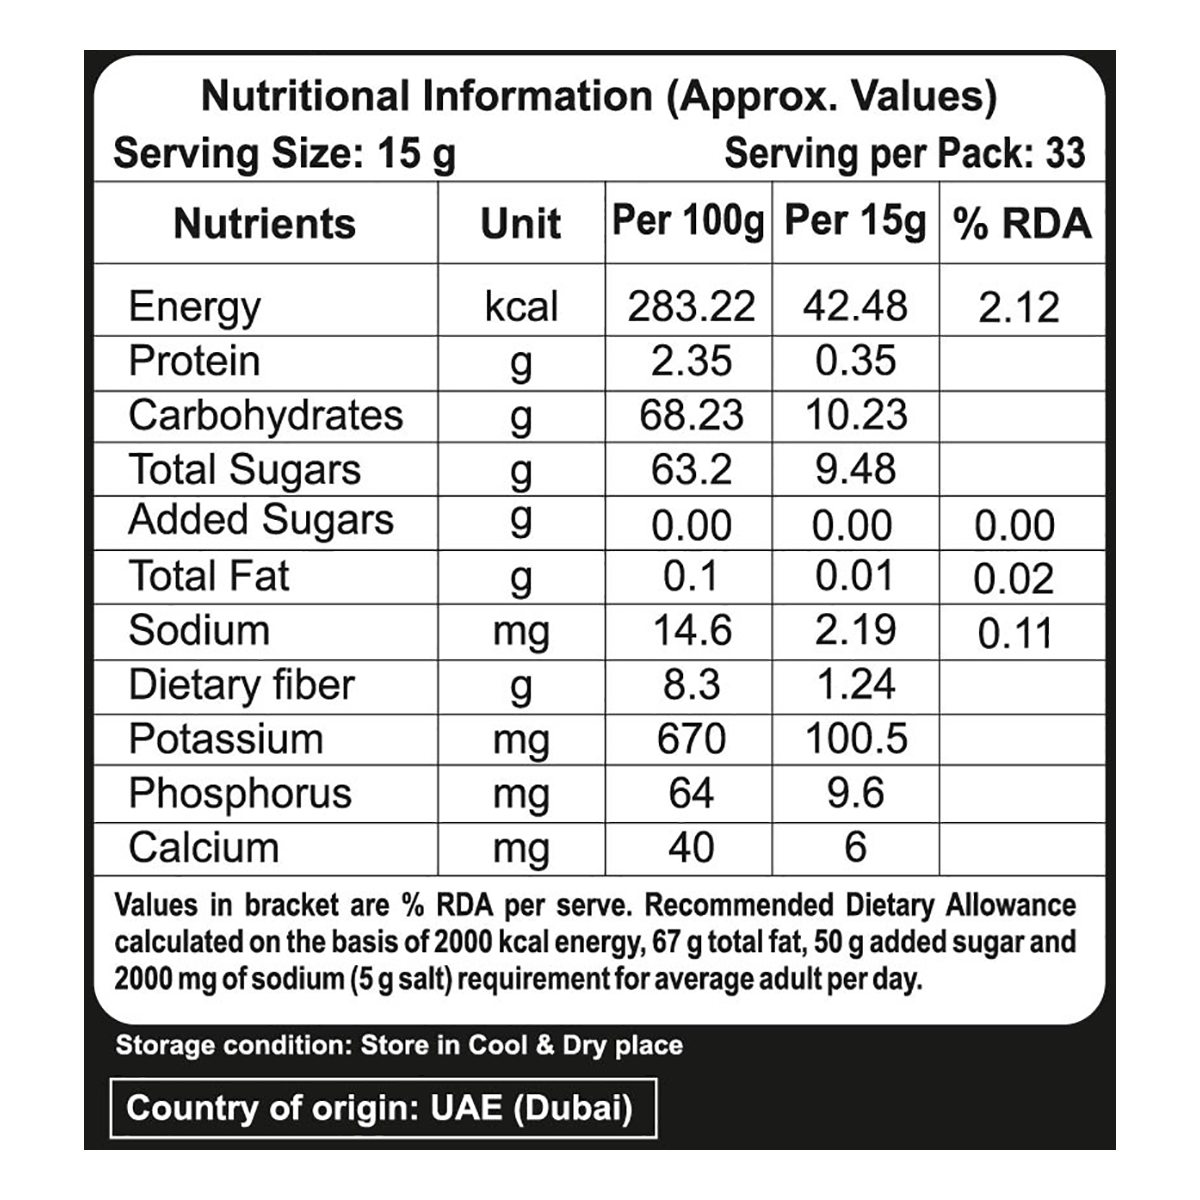 Nutritional Information (Approx. Values)
Serving Size: 15 g Serving per Pack: 33
Nutrients Unit Per 100g Per 15g % RDA
Energy kcal 283.22 42.48 2.12
Protein g 2.35 0.35
Carbohydrates g 68.23 10.23
Total Sugars g 63.2 9.48
Added Sugars g 0.00 0.00 0.00
Total Fat g 0.1 0.01 0.02
Sodium mg 14.6 2.19 0.11
Dietary fiber g 8.3 1.24
Potassium mg 670 100.5
Phosphorus mg 64 9.6
Calcium mg 40 6
Values in bracket are % RDA per serve. Recommended Dietary Allowance
calculated on the basis of 2000 kcal energy, 67 g total fat, 50 g added sugar and
2000 mg of sodium (5 g salt) requirement for average adult per day.
Storage condition: Store in Cool & Dry place
Country of origin: UAE (Dubai)